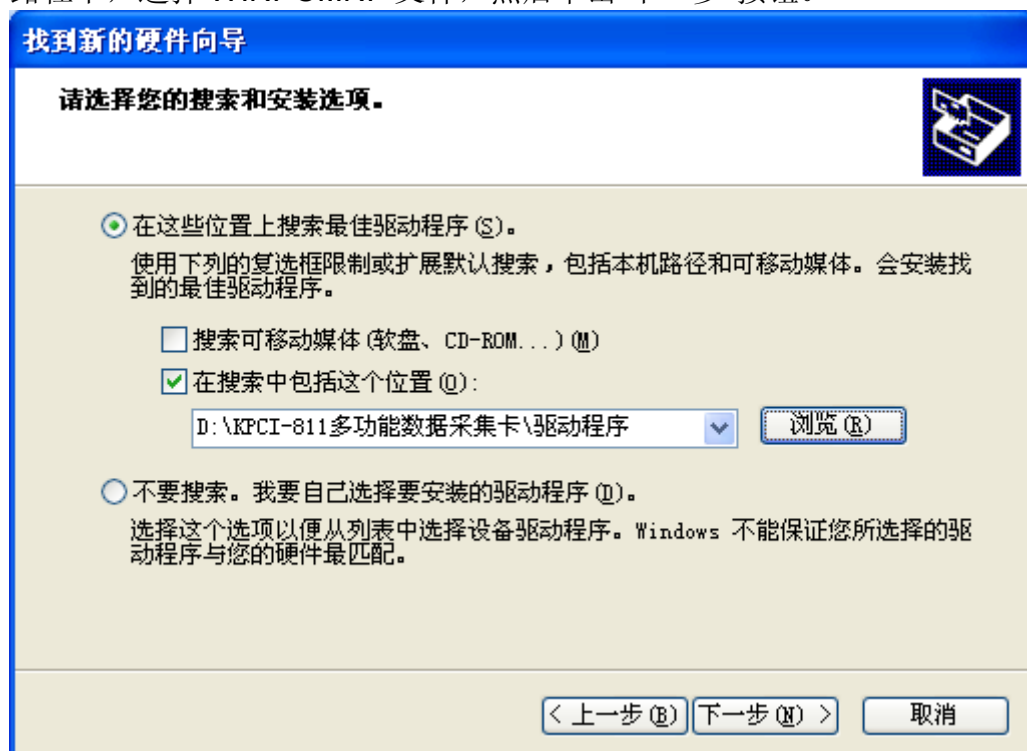 找到新的硬件向导
请选择您的搜索和安装选项。
在这些位置上搜索最佳驱动程序(S)。
使用下列的复选框限制或扩展默认搜索，包括本机路径和可移动媒体。会安装找
到的最佳驱动程序。
搜索可移动媒体(软盘、CD-ROM...)(M)
在搜索中包括这个位置(O):
D:\KPCI-811多功能数据采集卡\驱动程序
浏览(R)
不要搜索。我要自己选择要安装的驱动程序(D)。
选择这个选项以便从列表中选择设备驱动程序。Windows 不能保证您所选择的驱
动程序与您的硬件最匹配。
< 上一步(B) 下一步(N) > 取消